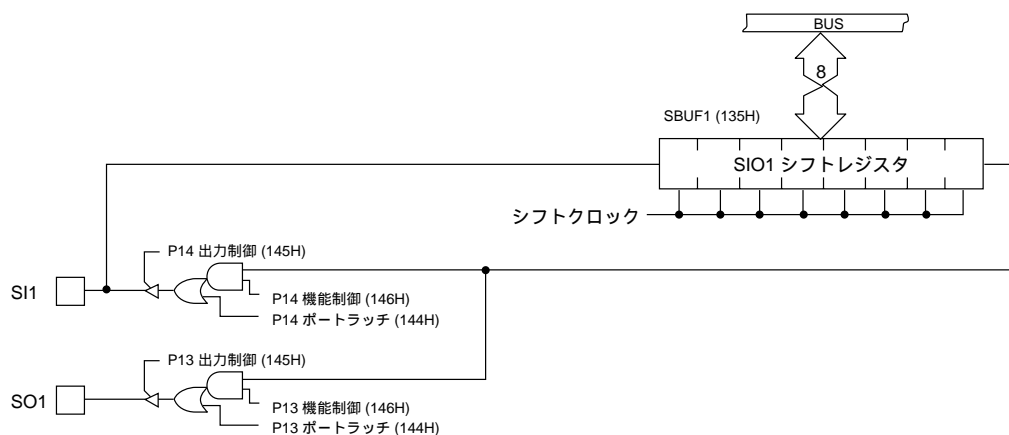 BUS
8
SBUF1 (135H)
SIO1 シフトレジスタ
シフトクロック
P14 出力制御 (145H)
SI1
P14 機能制御 (146H)
P14 ポートラッチ (144H)
P13 出力制御 (145H)
SO1
P13 機能制御 (146H)
P13 ポートラッチ (144H)